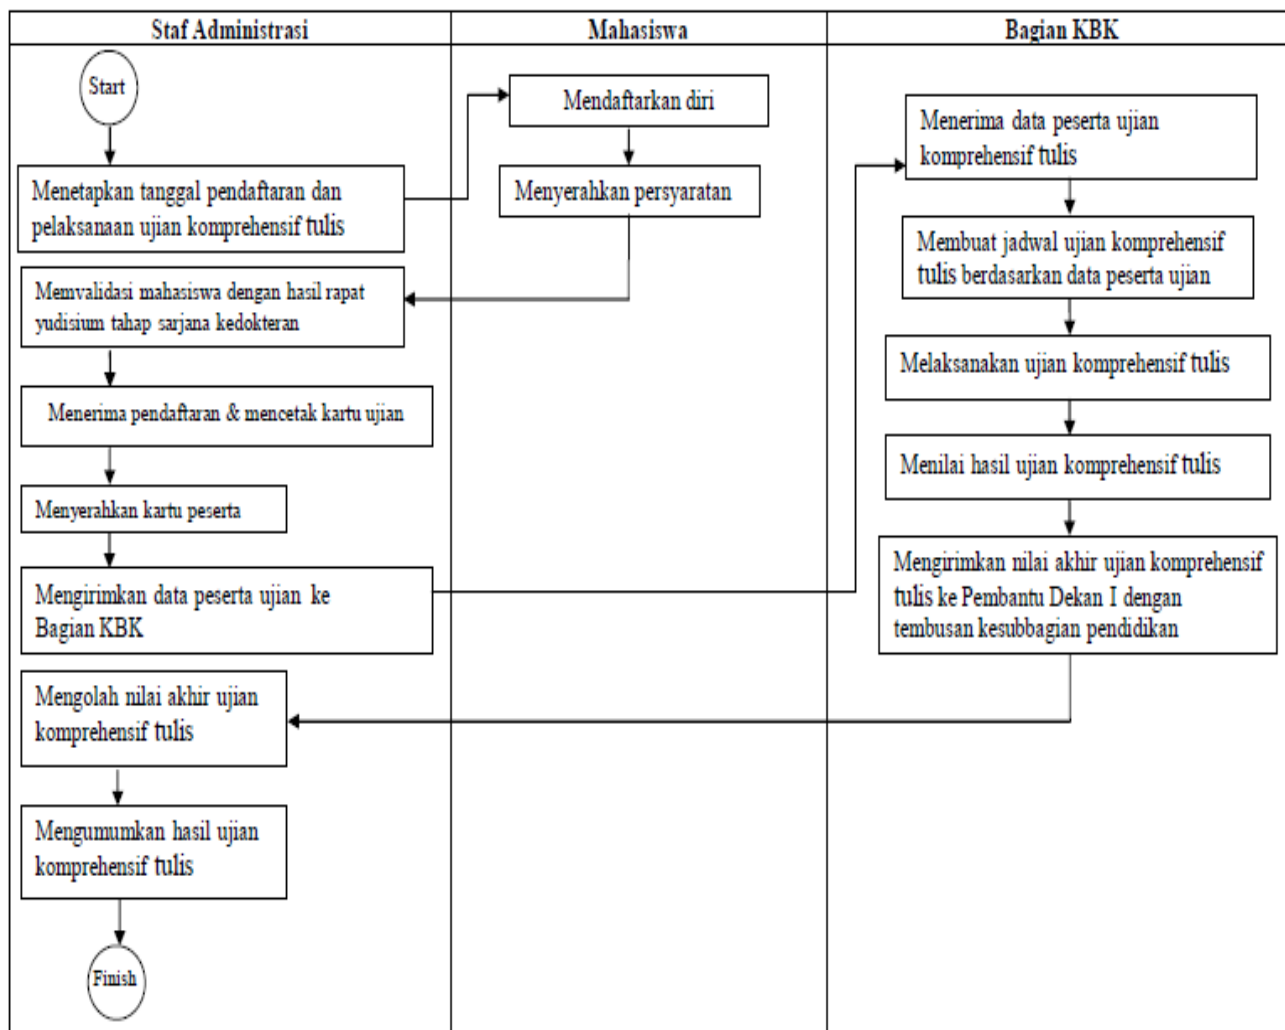 Staf Administrasi
Mahasiswa
Bagian KBK
Start
Menetapkan tanggal pendaftaran dan
pelaksanaan ujian komprehensif tulis
Mendaftarkan diri
Menyerahkan persyaratan
Memvalidasi mahasiswa dengan hasil rapat
yudisium tahap sarjana kedokteran
Menerima pendaftaran & mencetak kartu ujian
Menyerahkan kartu peserta
Mengirimkan data peserta ujian ke
Bagian KBK
Menerima data peserta ujian
komprehensif tulis
Membuat jadwal ujian komprehensif
tulis berdasarkan data peserta ujian
Melaksanakan ujian komprehensif tulis
Menilai hasil ujian komprehensif tulis
Mengirimkan nilai akhir ujian komprehensif
tulis ke Pembantu Dekan I dengan
tembusan kesubbagian pendidikan
Mengolah nilai akhir ujian
komprehensif tulis
Mengumumkan hasil ujian
komprehensif tulis
Finish